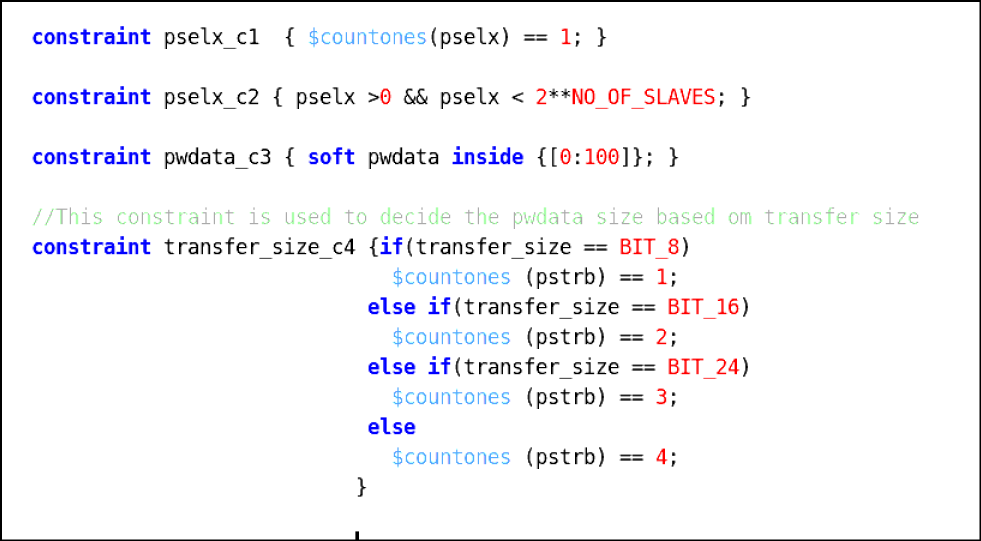 constraint pselx_c1  { $countones(pselx) == 1; }
constraint pselx_c2 { pselx >0 && pselx < 2**NO_OF_SLAVES; }
constraint pwdata_c3 { soft pwdata inside {[0:100]}; }
//This constraint is used to decide the pwdata size based om transfer size
constraint transfer_size_c4 {if(transfer_size == BIT_8)
                              $countones (pstrb) == 1;
                            else if(transfer_size == BIT_16)
                              $countones (pstrb) == 2;
                            else if(transfer_size == BIT_24)
                              $countones (pstrb) == 3;
                            else
                              $countones (pstrb) == 4;
                           }